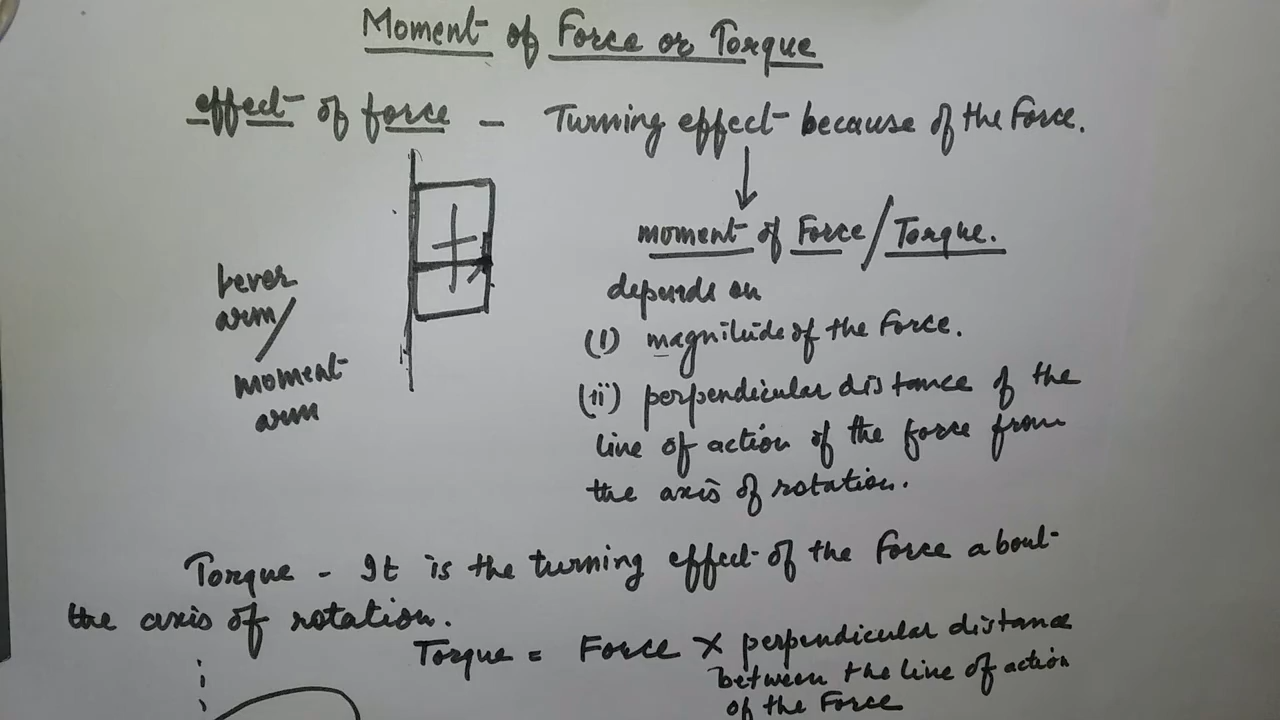 Moment of Force or Torque
effect of force - Turning effect because of the Force.
moment of Force/Torque.
depends on
(i) magnitude of the Force.
(ii) perpendicular distance of the
line of action of the force from
the axis of rotation.
Lever
arm/
moment
arm
Torque - It is the turning effect of the Force about
the axis of rotation.
Torque = Force × perpendicular distance
between the line of action
of the Force